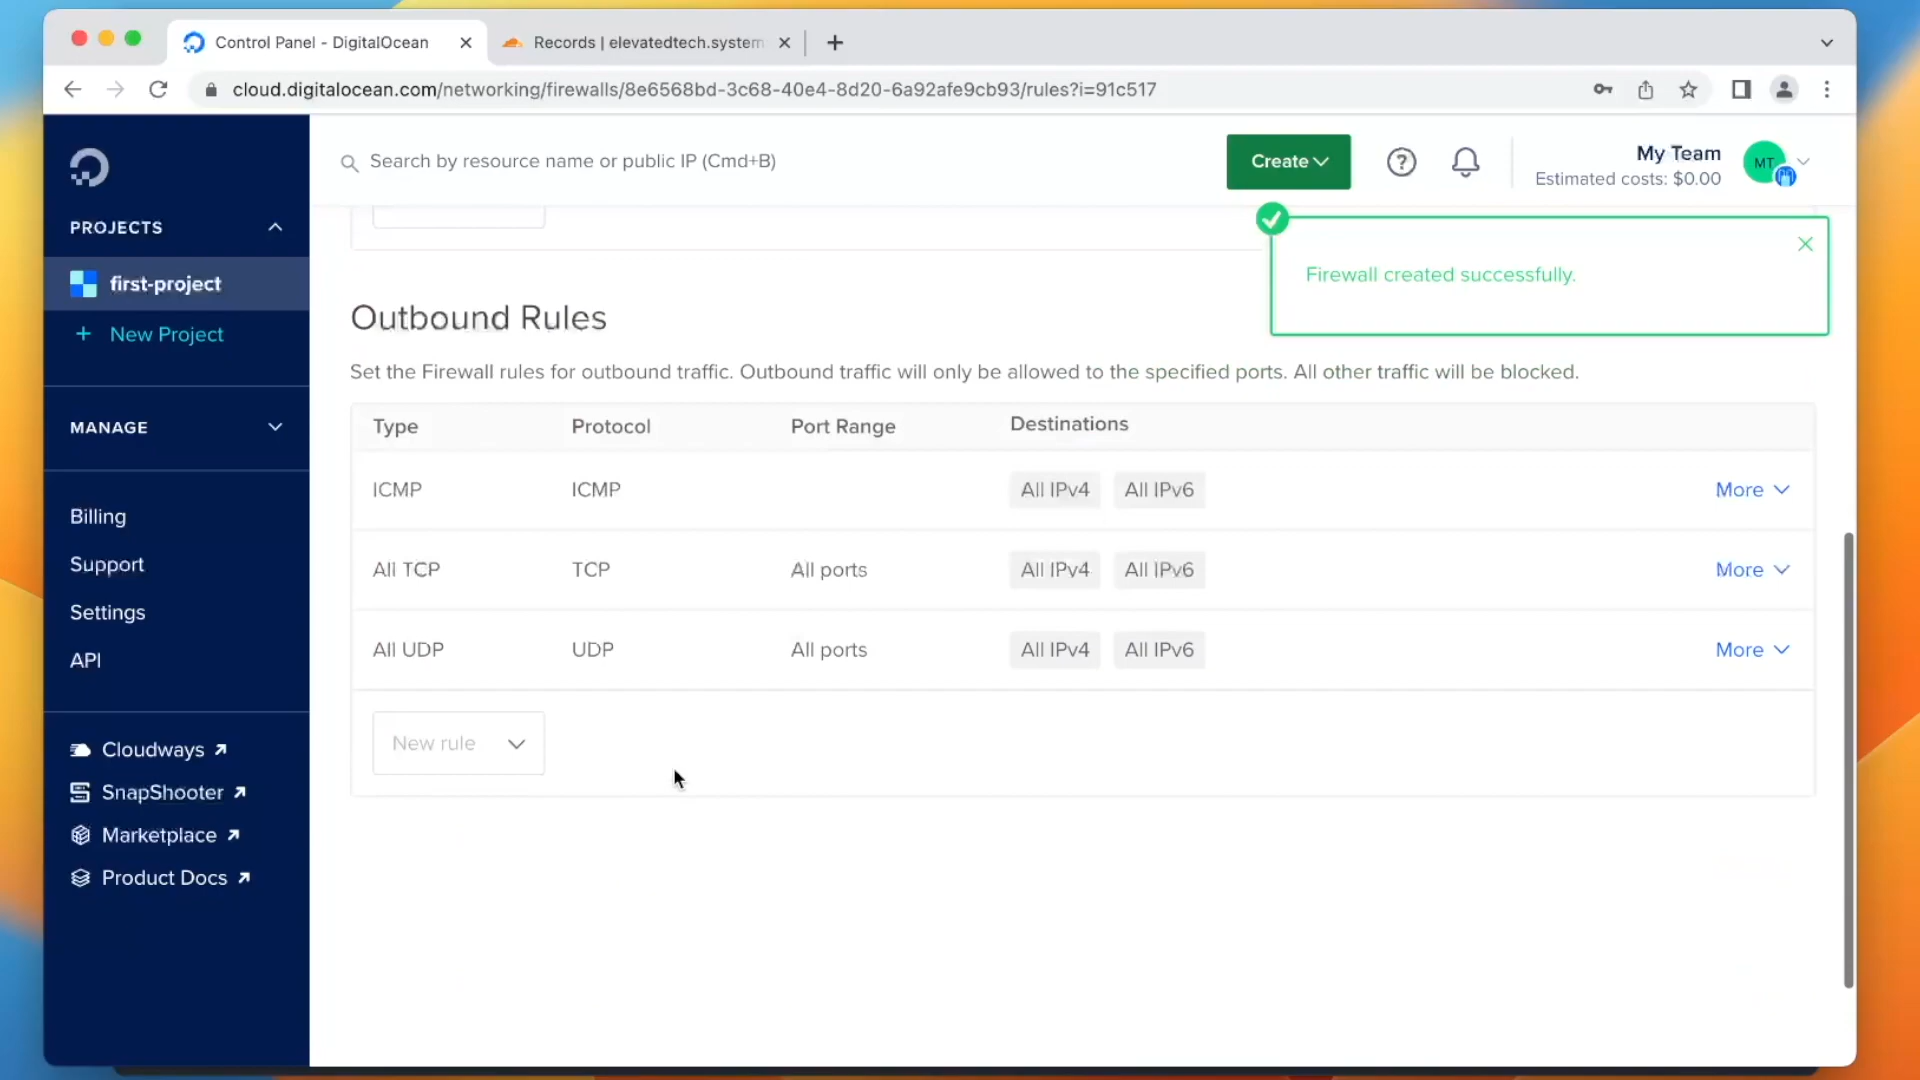 Control Panel - DigitalOcean
Records | elevatedtech.system
cloud.digitalocean.com/networking/firewalls/8e6568bd-3c68-40e4-8d20-6a92afe9cb93/rules?i=91c517
Search by resource name or public IP (Cmd+B)
Create
?
My Team
Estimated costs: $0.00
MT
PROJECTS
first-project
+ New Project
MANAGE
Billing
Support
Settings
API
Cloudways
SnapShooter
Marketplace
Product Docs
Firewall created successfully.
Outbound Rules
Set the Firewall rules for outbound traffic. Outbound traffic will only be allowed to the specified ports. All other traffic will be blocked.
Type Protocol Port Range Destinations
ICMP ICMP All IPv4 All IPv6 More
All TCP TCP All ports All IPv4 All IPv6 More
All UDP UDP All ports All IPv4 All IPv6 More
New rule